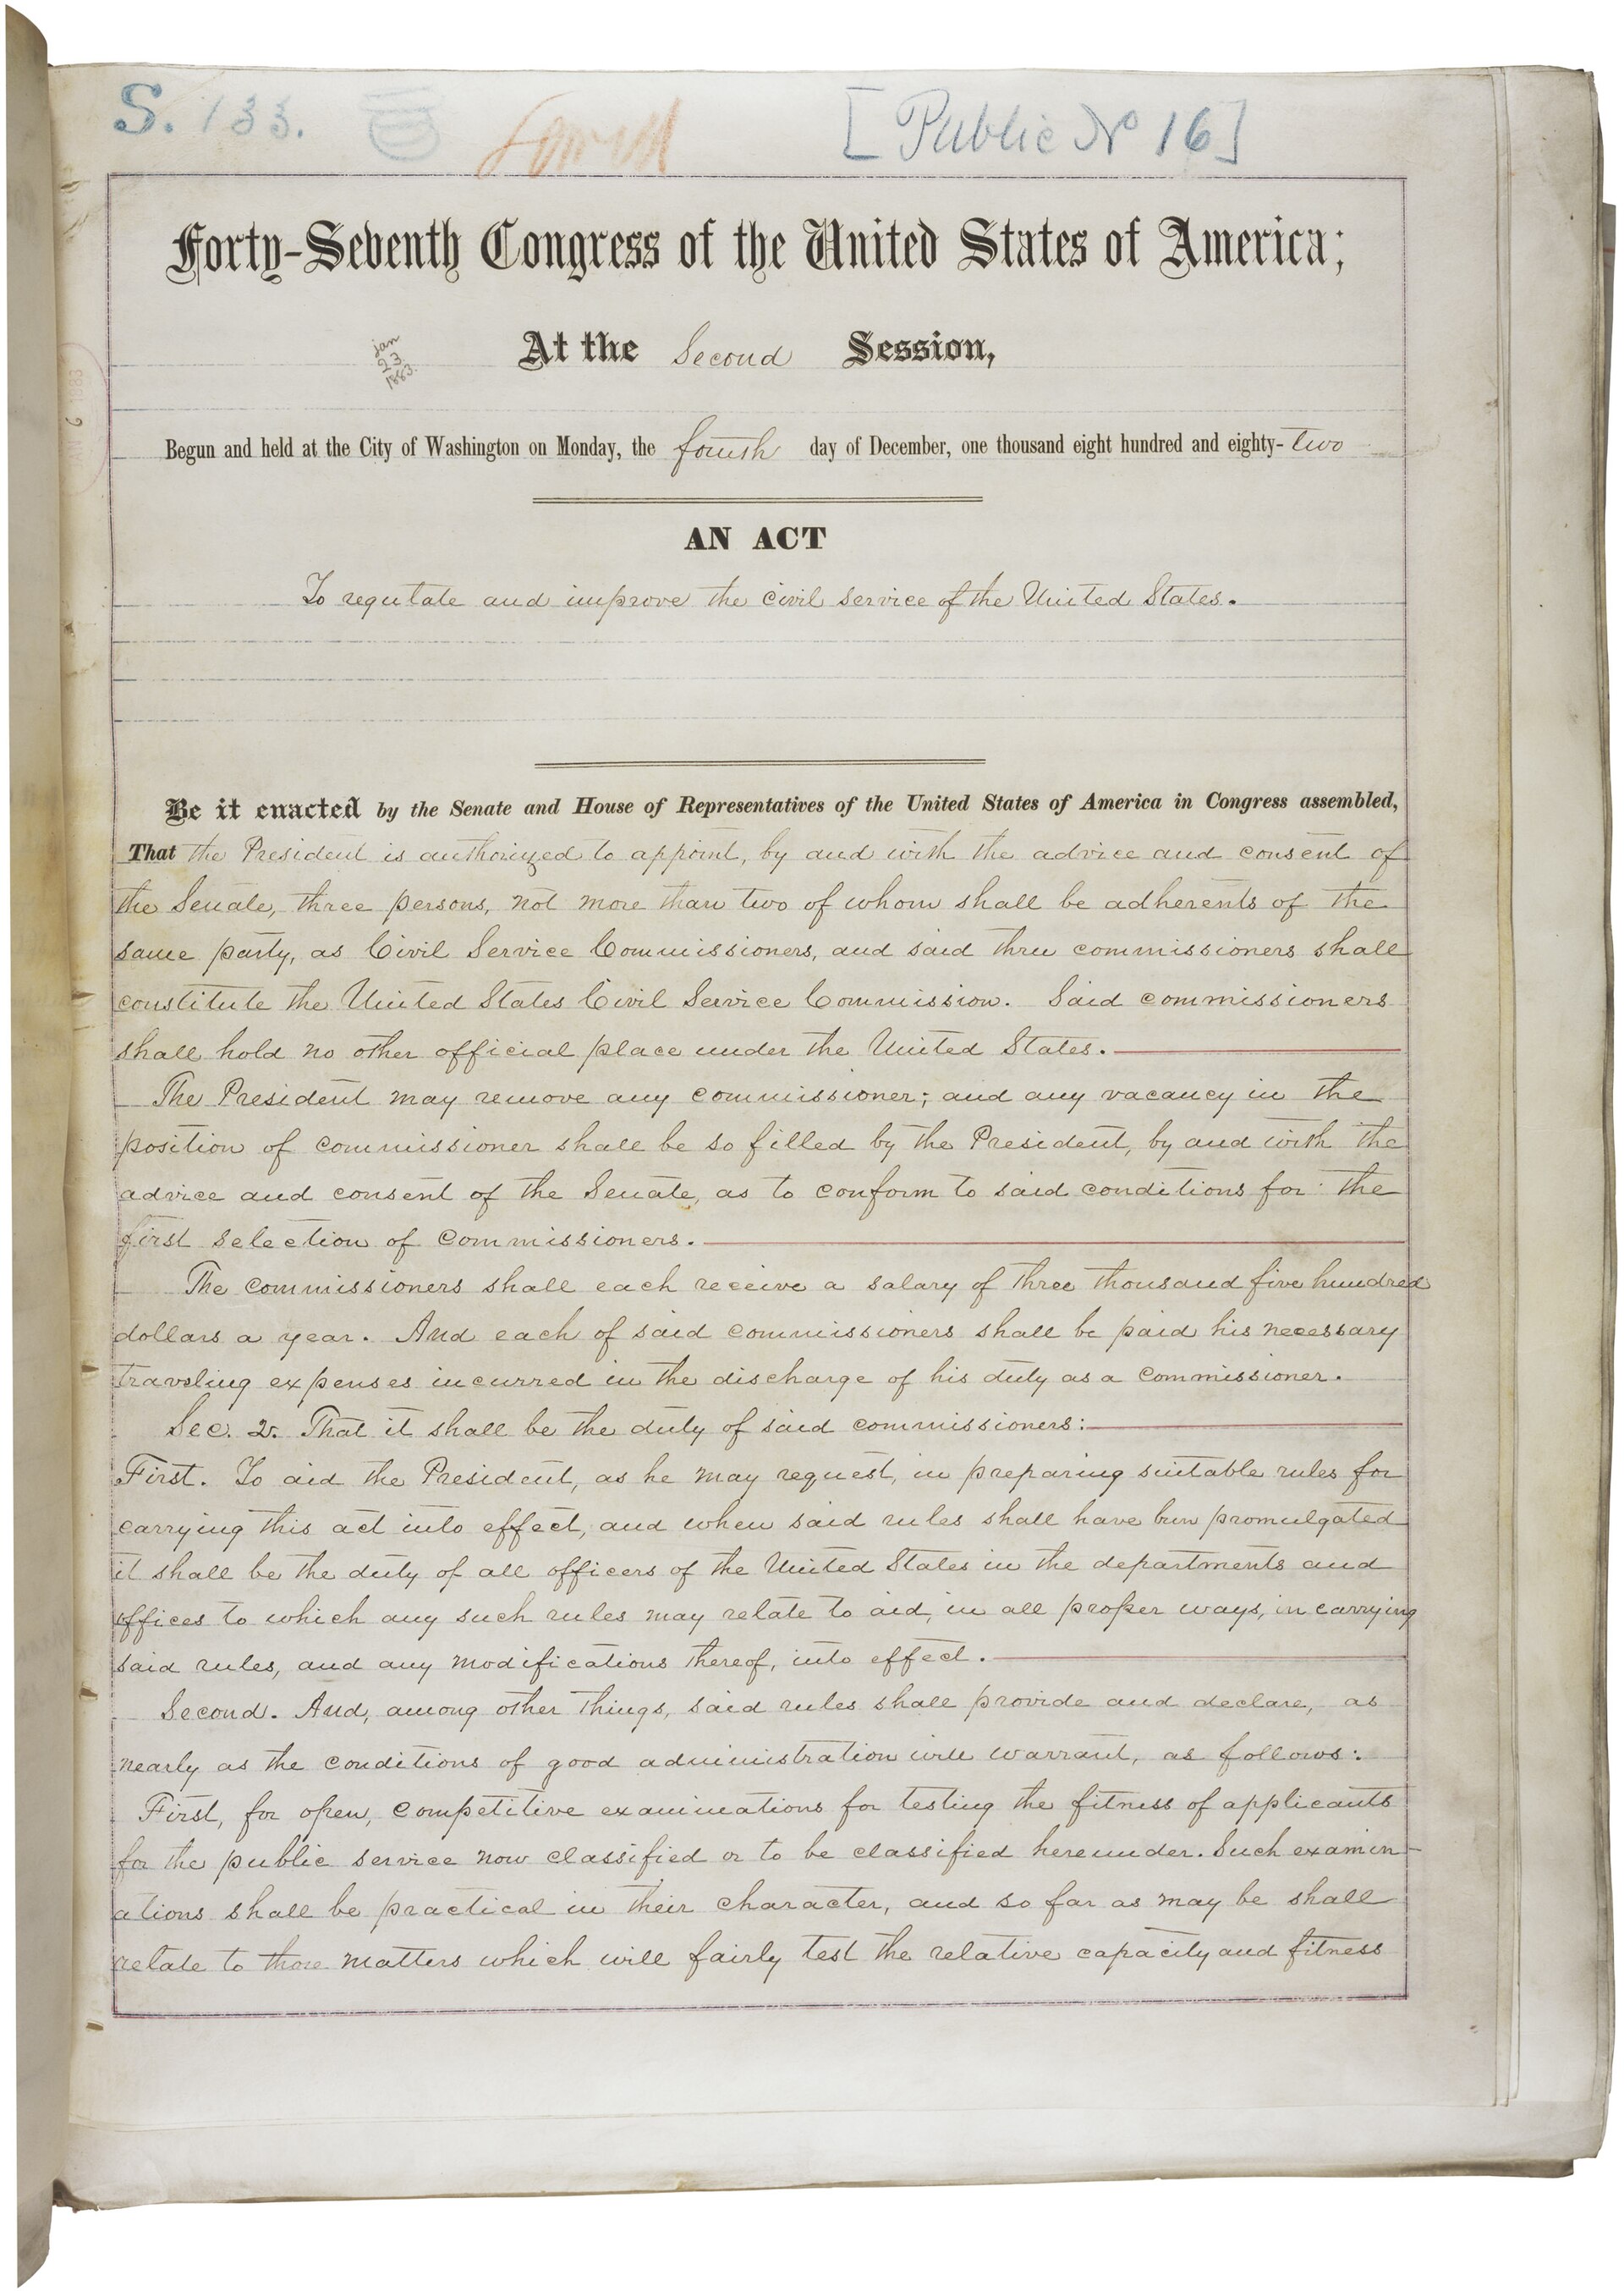 S. 133.
[Public No 16]
Forty-Seventh Congress of the United States of America;
Jan
23
1883.
At the Second Session,
Begun and held at the City of Washington on Monday, the fourth day of December, one thousand eight hundred and eighty-two
AN ACT
To regulate and improve the civil service of the United States.
Be it enacted by the Senate and House of Representatives of the United States of America in Congress assembled,
That the President is authorized to appoint, by and with the advice and consent of
the Senate, three persons, not more than two of whom shall be adherents of the
same party, as Civil Service Commissioners, and said three commissioners shall
constitute the United States Civil Service Commission. Said commissioners
shall hold no other official place under the United States.
The President may remove any commissioner; and any vacancy in the
position of commissioner shall be so filled by the President, by and with the
advice and consent of the Senate, as to conform to said conditions for the
first selection of commissioners.
The commissioners shall each receive a salary of three thousand five hundred
dollars a year. And each of said commissioners shall be paid his necessary
traveling expenses incurred in the discharge of his duty as a commissioner.
Sec. 2. That it shall be the duty of said commissioners:
First. To aid the President, as he may request, in preparing suitable rules for
carrying this act into effect, and when said rules shall have been promulgated
it shall be the duty of all officers of the United States in the departments and
offices to which any such rules may relate to aid, in all proper ways, in carrying
said rules, and any modifications thereof, into effect.
Second. And, among other things, said rules shall provide and declare, as
nearly as the conditions of good administration will warrant, as follows:
First, for open, competitive examinations for testing the fitness of applicants
for the public service now classified or to be classified hereunder. Such examin-
ations shall be practical in their character, and so far as may be shall
relate to those matters which will fairly test the relative capacity and fitness